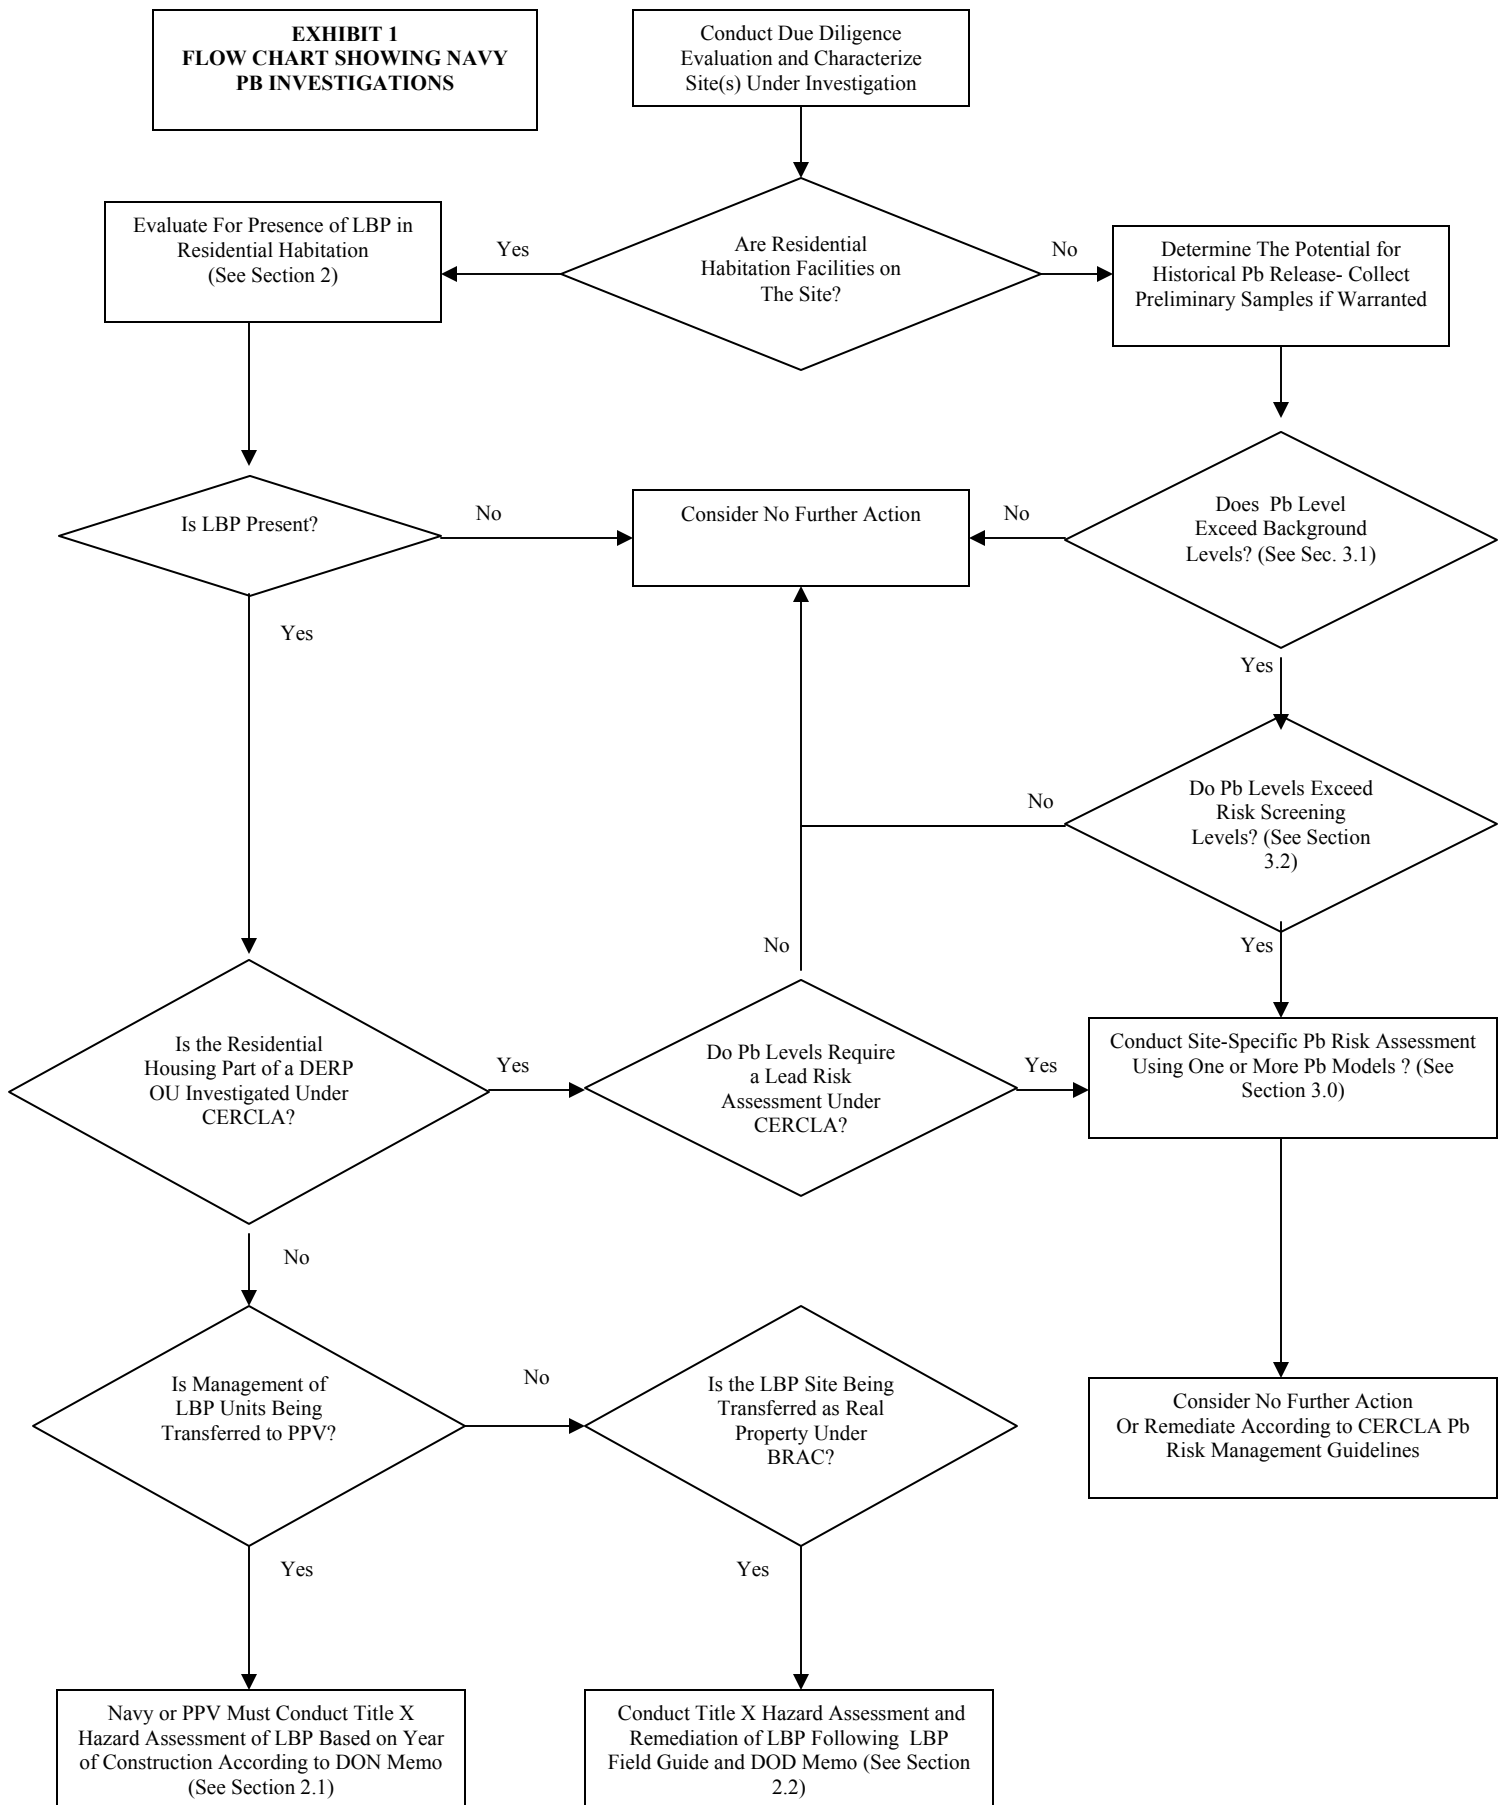 EXHIBIT 1
FLOW CHART SHOWING NAVY
PB INVESTIGATIONS
Conduct Due Diligence
Evaluation and Characterize
Site(s) Under Investigation
Evaluate For Presence of LBP in
Residential Habitation
(See Section 2)
Yes
Are Residential
Habitation Facilities on
The Site?
No
Determine The Potential for
Historical Pb Release- Collect
Preliminary Samples if Warranted
Is LBP Present?
No
Consider No Further Action
No
Does Pb Level
Exceed Background
Levels? (See Sec. 3.1)
Yes
Yes
No
Do Pb Levels Exceed
Risk Screening
Levels? (See Section
3.2)
No
Yes
Is the Residential
Housing Part of a DERP
OU Investigated Under
CERCLA?
Yes
Do Pb Levels Require
a Lead Risk
Assessment Under
CERCLA?
Yes
Conduct Site-Specific Pb Risk Assessment
Using One or More Pb Models ? (See
Section 3.0)
No
Is Management of
LBP Units Being
Transferred to PPV?
No
Is the LBP Site Being
Transferred as Real
Property Under
BRAC?
Consider No Further Action
Or Remediate According to CERCLA Pb
Risk Management Guidelines
Yes
Yes
Navy or PPV Must Conduct Title X
Hazard Assessment of LBP Based on Year
of Construction According to DON Memo
(See Section 2.1)
Conduct Title X Hazard Assessment and
Remediation of LBP Following LBP
Field Guide and DOD Memo (See Section
2.2)